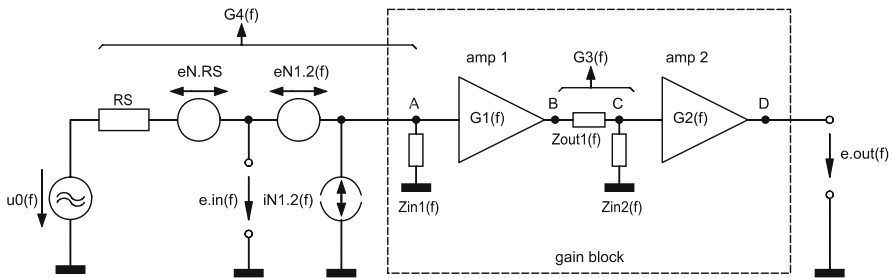 G4(f)
amp 1
amp 2
G3(f)
eN.RS
eN1.2(f)
RS
A
B
C
D
G1(f)
G2(f)
Zout1(f)
u0(f)
e.in(f)
iN1.2(f)
Zin1(f)
Zin2(f)
e.out(f)
gain block